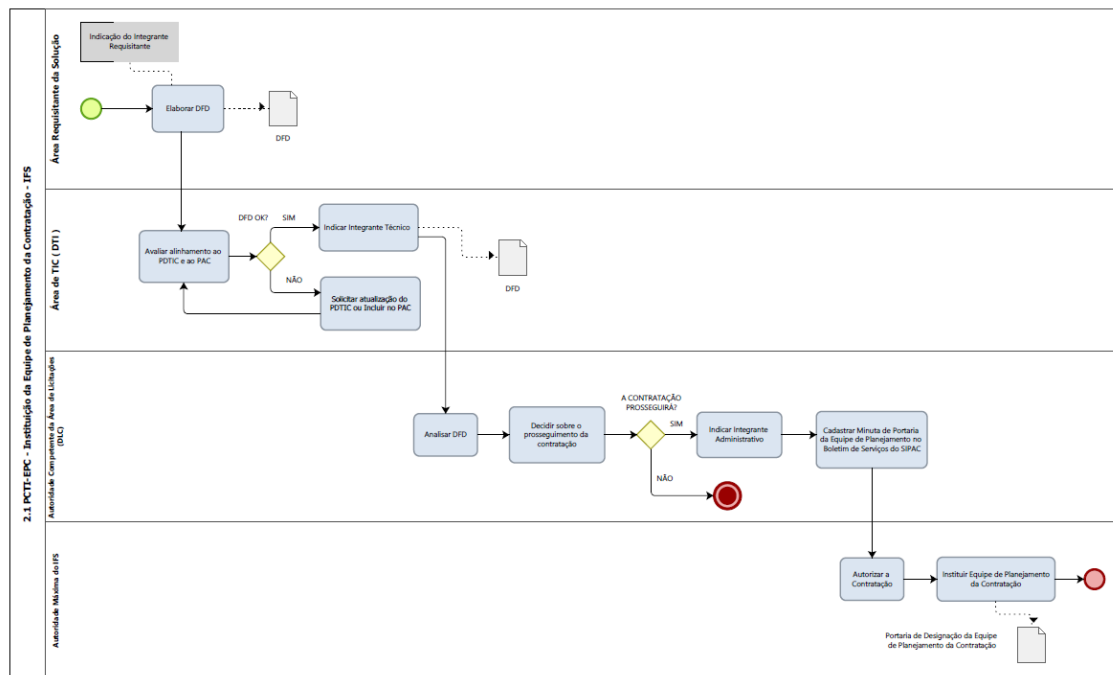 2.1 PCTI-EPC - Instituição da Equipe de Planejamento da Contratação - IFS
Área Requisitante da Solução
Indicação do Integrante
Requisitante
Elaborar DFD
DFD
Área de TIC ( DTI )
Avaliar alinhamento ao
PDTIC e ao PAC
DFD OK?
SIM
NÃO
Indicar Integrante Técnico
Solicitar atualização do
PDTIC ou Incluir no PAC
DFD
Autoridade Competente da Área de Licitações
(DLC)
Analisar DFD
Decidir sobre o
prosseguimento da
contratação
A CONTRATAÇÃO
PROSSEGUIRÁ?
SIM
NÃO
Indicar Integrante
Administrativo
Cadastrar Minuta de Portaria
da Equipe de Planejamento no
Boletim de Serviços do SIPAC
Autoridade Máxima do IFS
Autorizar a
Contratação
Instituir Equipe de Planejamento
da Contratação
Portaria de Designação da Equipe
de Planejamento da Contratação